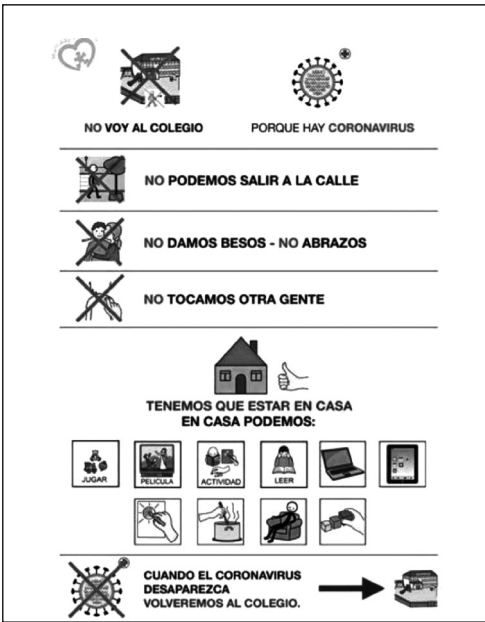 NO VOY AL COLEGIO
PORQUE HAY CORONAVIRUS
NO PODEMOS SALIR A LA CALLE
NO DAMOS BESOS - NO ABRAZOS
NO TOCAMOS OTRA GENTE
TENEMOS QUE ESTAR EN CASA
EN CASA PODEMOS:
JUGAR
PELICULA
ACTIVIDAD
LEER
CUANDO EL CORONAVIRUS
DESAPAREZCA
VOLVEREMOS AL COLEGIO.